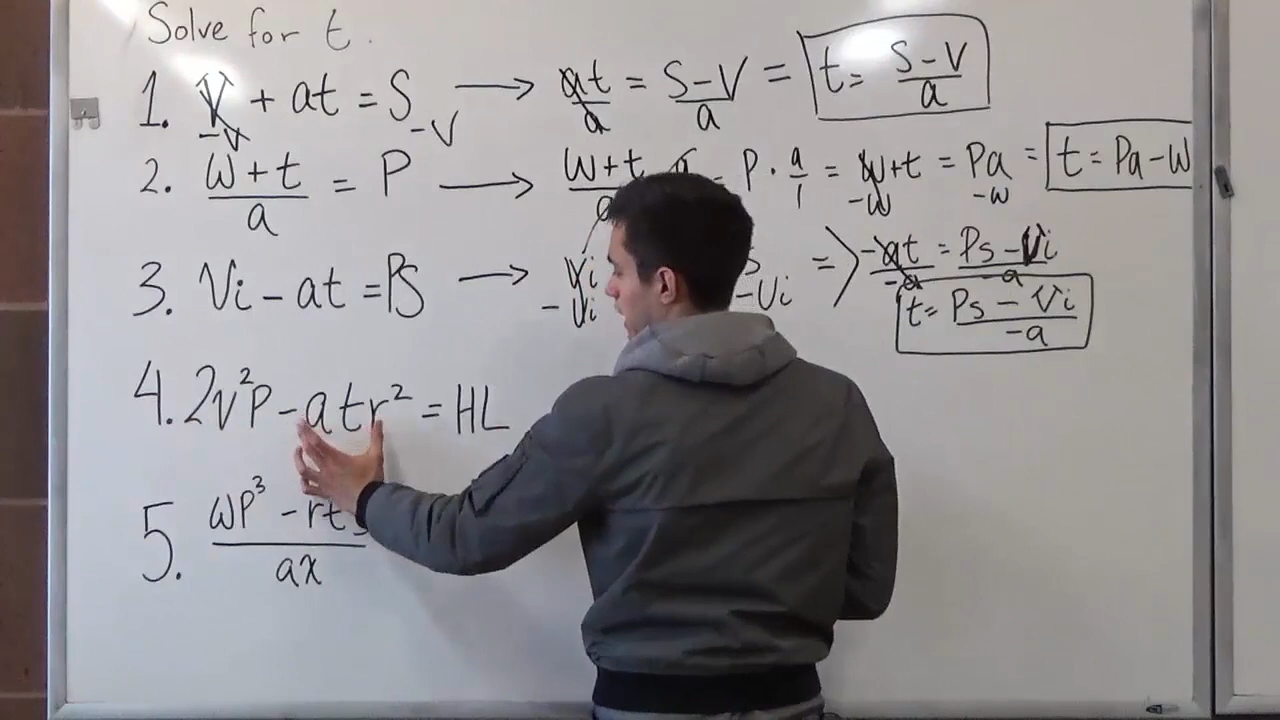 Solve for t.
1. V + at = S → at/a = S-V/a = t = S-V/a
-V -V
2. W+t/a = P → W+t = P · a/1 = W+t = Pa = t = Pa-W
-W -W
3. Vi - at = Ps → Vi => -at/-a = Ps-Vi/-a
-Vi -Vi
t = Ps-Vi/-a
4. 2v²P - atr² = HL
5. WP³ - rt/ax